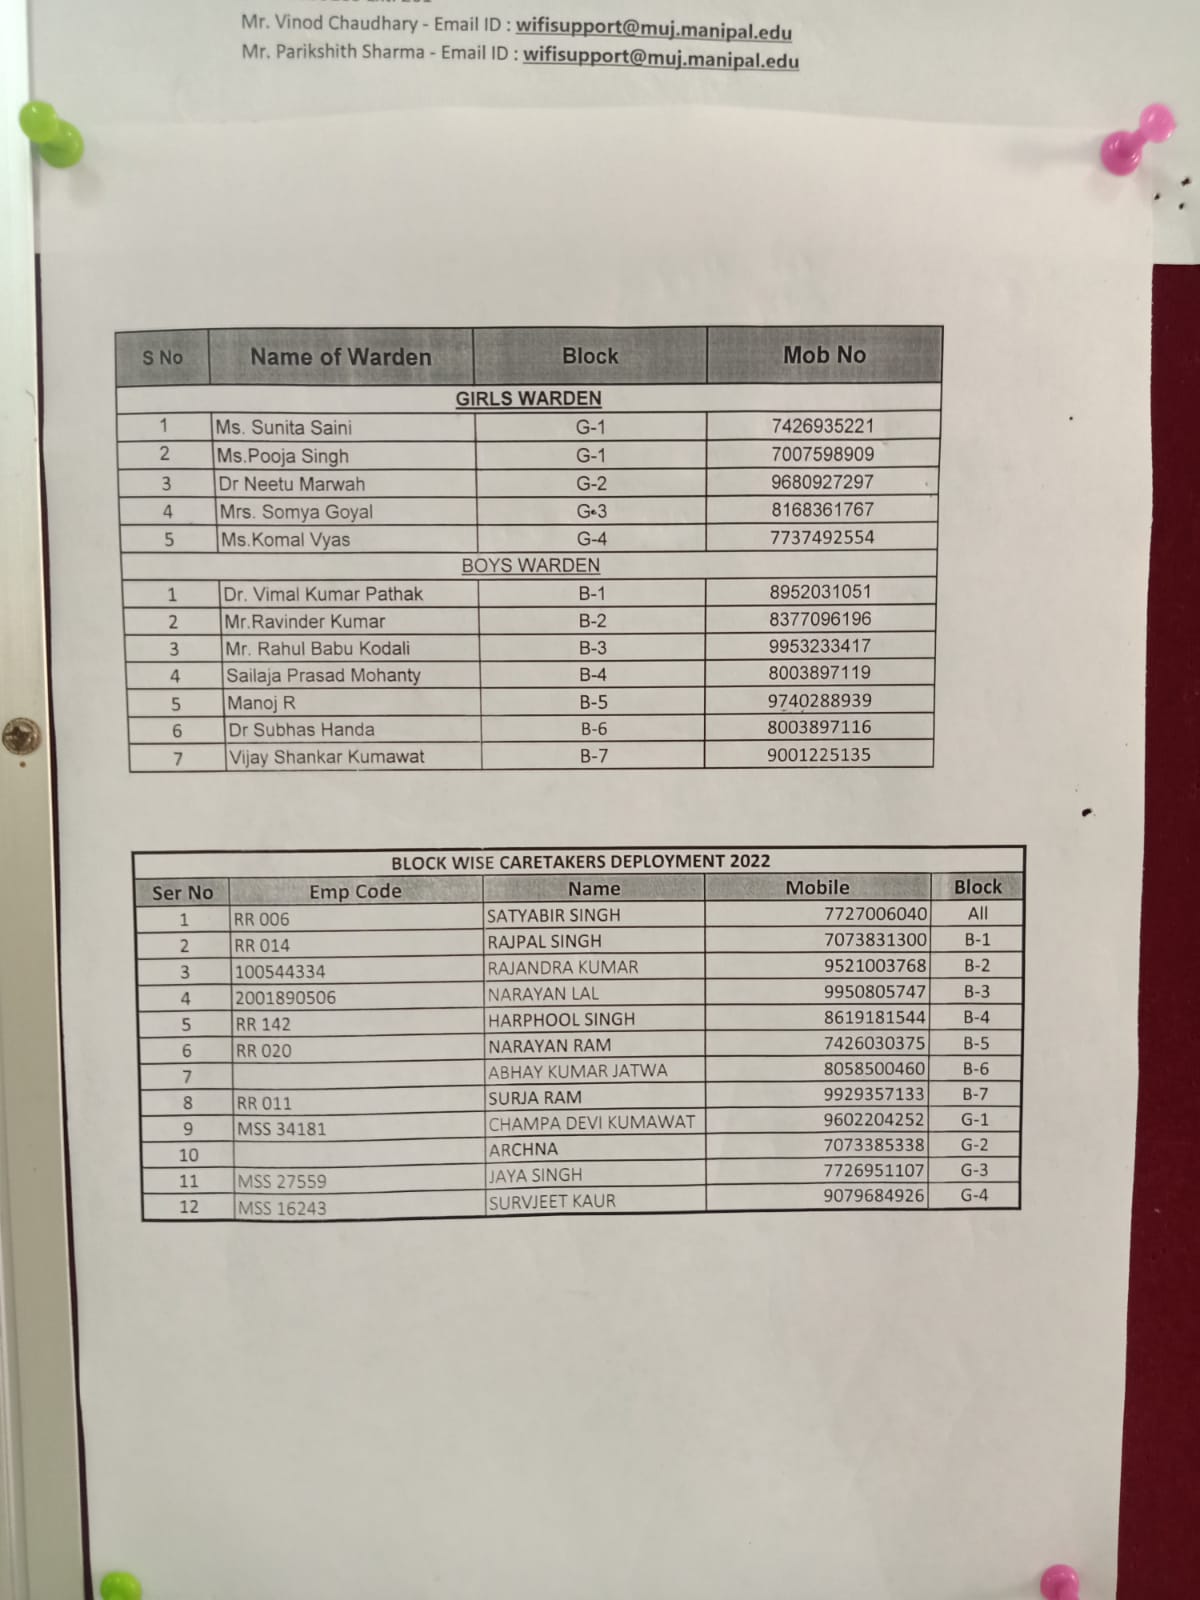 Mr. Vinod Chaudhary - Email ID : wifisupport@muj.manipal.edu
Mr. Parikshith Sharma - Email ID : wifisupport@muj.manipal.edu
S No Name of Warden Block Mob No
GIRLS WARDEN
1 Ms. Sunita Saini G-1 7426935221
2 Ms.Pooja Singh G-1 7007598909
3 Dr Neetu Marwah G-2 9680927297
4 Mrs. Somya Goyal G-3 8168361767
5 Ms.Komal Vyas G-4 7737492554
BOYS WARDEN
1 Dr. Vimal Kumar Pathak B-1 8952031051
2 Mr.Ravinder Kumar B-2 8377096196
3 Mr. Rahul Babu Kodali B-3 9953233417
4 Sailaja Prasad Mohanty B-4 8003897119
5 Manoj R B-5 9740288939
6 Dr Subhas Handa B-6 8003897116
7 Vijay Shankar Kumawat B-7 9001225135
BLOCK WISE CARETAKERS DEPLOYMENT 2022
Ser No Emp Code Name Mobile Block
1 RR 006 SATYABIR SINGH 7727006040 All
2 RR 014 RAJPAL SINGH 7073831300 B-1
3 100544334 RAJANDRA KUMAR 9521003768 B-2
4 2001890506 NARAYAN LAL 9950805747 B-3
5 RR 142 HARPHOOL SINGH 8619181544 B-4
6 RR 020 NARAYAN RAM 7426030375 B-5
7 ABHAY KUMAR JATWA 8058500460 B-6
8 RR 011 SURJA RAM 9929357133 B-7
9 MSS 34181 CHAMPA DEVI KUMAWAT 9602204252 G-1
10 ARCHNA 7073385338 G-2
11 MSS 27559 JAYA SINGH 7726951107 G-3
12 MSS 16243 SURVJEET KAUR 9079684926 G-4